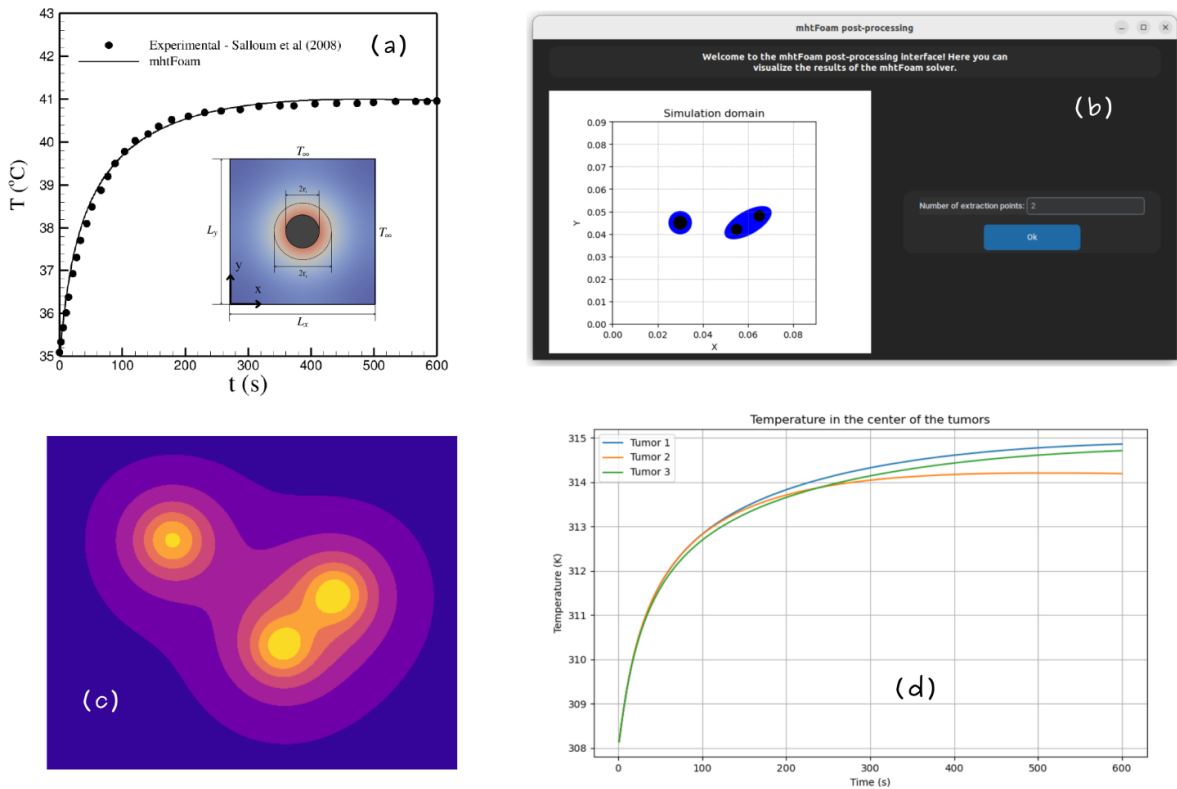 43
42
41
40
39
38
37
36
35
T (°C)
Experimental - Salloum et al (2008)
mhtFoam
(a)
T∞
2rᵢ
L_y
T∞
2rₜ
y
x
L_x
0
100
200
300
400
500
600
t (s)
mhtFoam post-processing
Welcome to the mhtFoam post-processing interface! Here you can
visualize the results of the mhtFoam solver.
(b)
Simulation domain
0.09
0.08
0.07
0.06
0.05
0.04
0.03
0.02
0.01
0.00
Y
0.00
0.02
0.04
0.06
0.08
X
Number of extraction points: 2
Ok
(c)
Temperature in the center of the tumors
Tumor 1
Tumor 2
Tumor 3
315
314
313
312
311
310
309
308
Temperature (K)
(d)
0
100
200
300
400
500
600
Time (s)